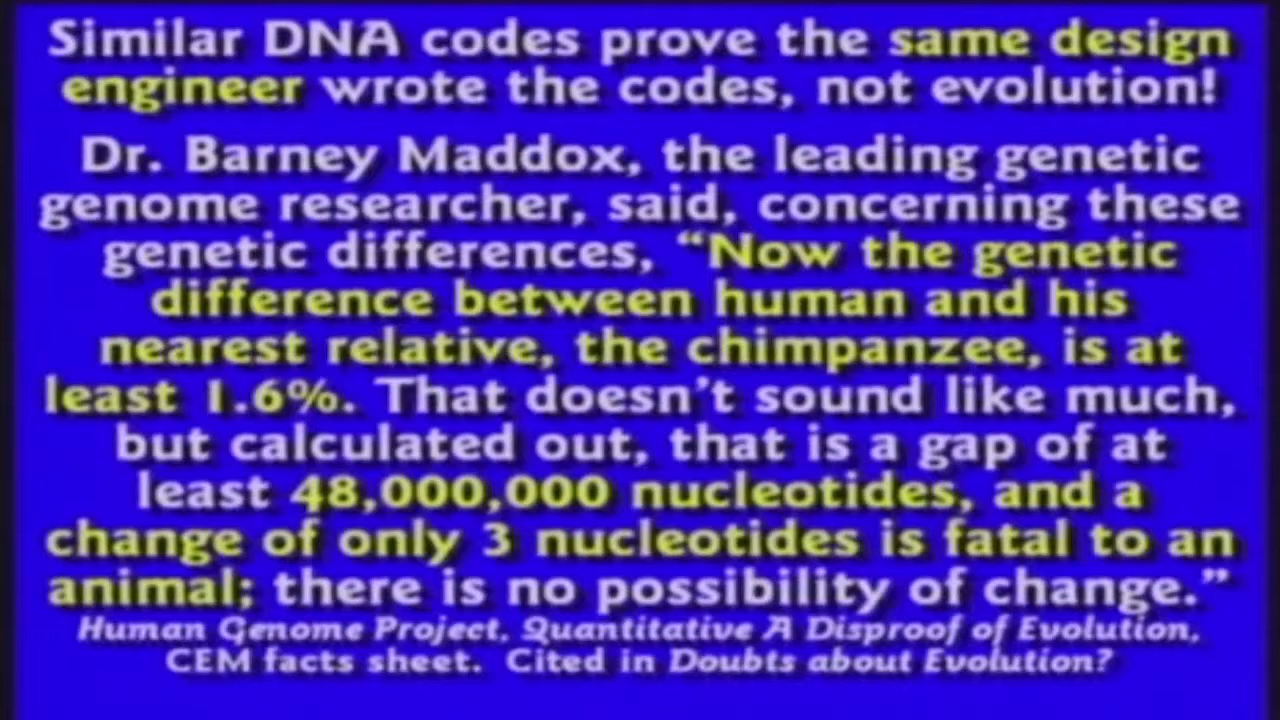 Similar DNA codes prove the same design
engineer wrote the codes, not evolution!
Dr. Barney Maddox, the leading genetic
genome researcher, said, concerning these
genetic differences, “Now the genetic
difference between human and his
nearest relative, the chimpanzee, is at
least 1.6%. That doesn’t sound like much,
but calculated out, that is a gap of at
least 48,000,000 nucleotides, and a
change of only 3 nucleotides is fatal to an
animal; there is no possibility of change.”
Human Genome Project, Quantitative A Disproof of Evolution,
CEM facts sheet. Cited in Doubts about Evolution?